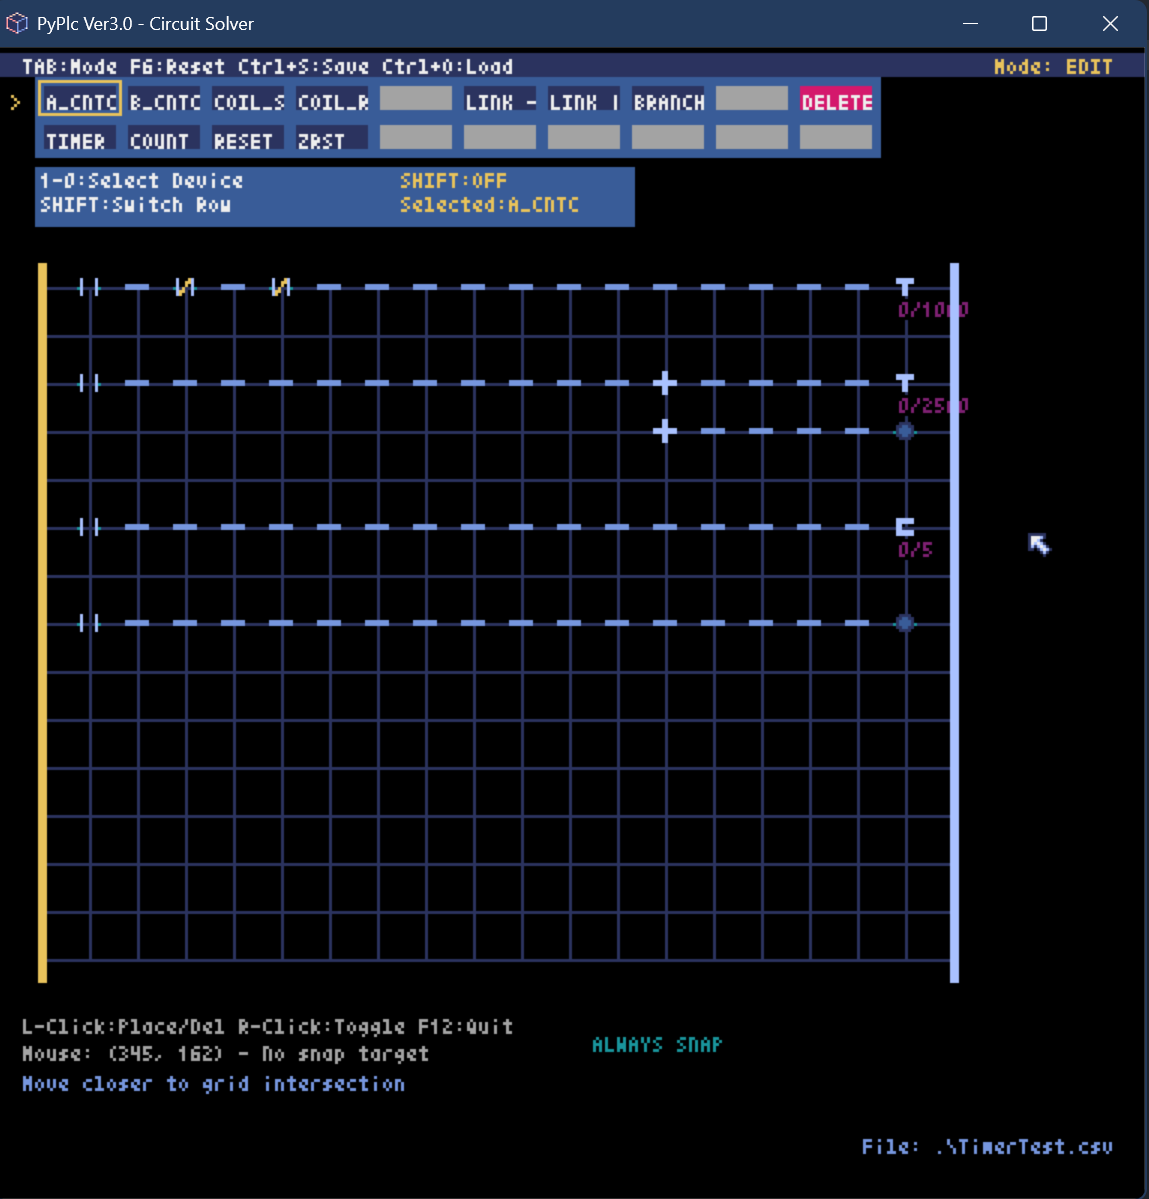 PyPlc Ver3.0 - Circuit Solver
TAB:Mode F6:Reset Ctrl+S:Save Ctrl+O:Load Mode: EDIT
> A_CNTC B_CNTC COIL_S COIL_R LINK - LINK | BRANCH DELETE
TIMER COUNT RESET ZRST
1-0:Select Device SHIFT:OFF
SHIFT:Switch Row Selected:A_CNTC
T
0/1000
T
0/2500
C
0/5
L-Click:Place/Del R-Click:Toggle F12:Quit
Mouse: (345, 162) - No snap target
ALWAYS SNAP
Move closer to grid intersection
File: .\TimerTest.csv